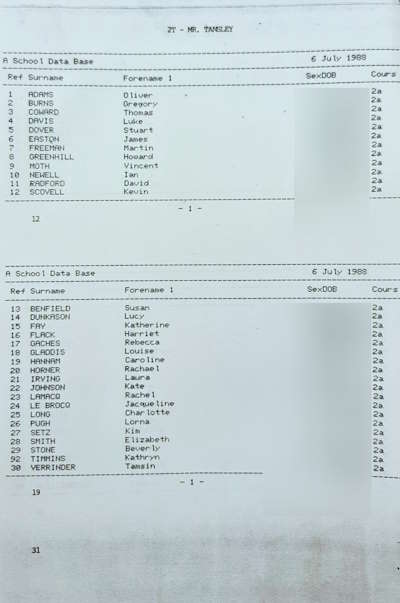 2T - MR. TANSLEY
A School Data Base 6 July 1988
Ref Surname Forename 1 SexDOB Cours
1 ADAMS Oliver 2a
2 BURNS Gregory 2a
3 COWARD Thomas 2a
4 DAVIS Luke 2a
5 DOVER Stuart 2a
6 EASTON James 2a
7 FREEMAN Martin 2a
8 GREENHILL Howard 2a
9 MOTH Vincent 2a
10 NEWELL Ian 2a
11 RADFORD David 2a
12 SCOVELL Kevin 2a
- 1 -
12
A School Data Base 6 July 1988
Ref Surname Forename 1 SexDOB Cours
13 BENFIELD Susan 2a
14 DUNKASON Lucy 2a
15 FAY Katherine 2a
16 FLACK Harriet 2a
17 GACHES Rebecca 2a
18 GLADDIS Louise 2a
19 HANNAM Caroline 2a
20 HORNER Rachael 2a
21 IRVING Laura 2a
22 JOHNSON Kate 2a
23 LAMACQ Rachel 2a
24 LE BROCQ Jacqueline 2a
25 LONG Charlotte 2a
26 PUGH Lorna 2a
27 SETZ Kim 2a
28 SMITH Elizabeth 2a
29 STONE Beverly 2a
92 TIMMINS Kathryn 2a
30 VERRINDER Tamsin 2a
- 1 -
19
31